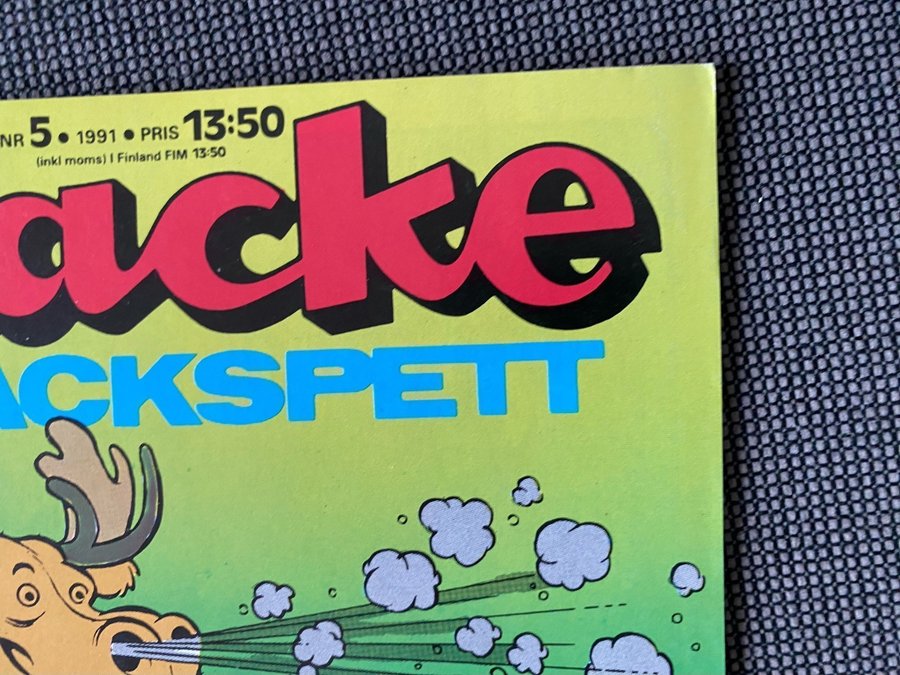 NR 5 • 1991 • PRIS 13:50
(inkl moms) I Finland FIM 13:50
acke
ACKSPETT